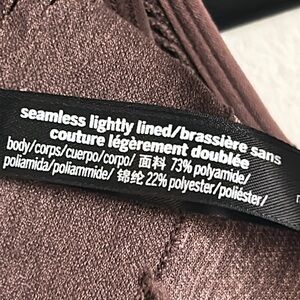 seamless lightly lined/brassière sans
couture légèrement doublée
body/corps/cuerpo/corpo/ 面料 73% polyamide/
poliamida/poliammide/ 锦纶 22% polyester/poliéster/